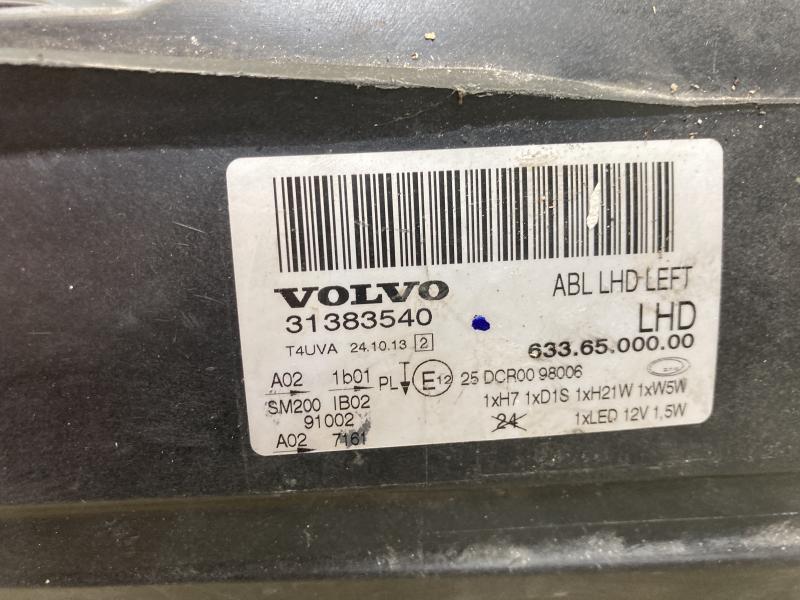 VOLVO
ABL LHD LEFT
31383540
LHD
T4UVA 24.10.13 2
633.65.000.00
A02 1b01 PL E12 25 DCR00 98006
SM200 IB02
1xH7 1xD1S 1xH21W 1xW5W
91002
24 1xLED 12V 1,5W
A02 7161